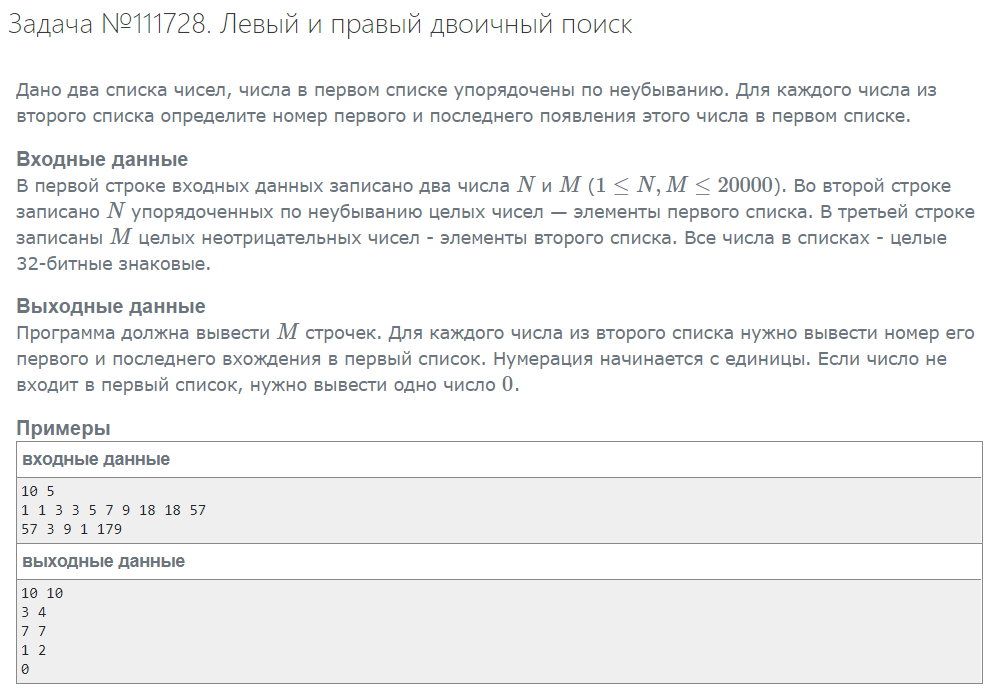 Задача №111728. Левый и правый двоичный поиск
Дано два списка чисел, числа в первом списке упорядочены по неубыванию. Для каждого числа из
второго списка определите номер первого и последнего появления этого числа в первом списке.
Входные данные
В первой строке входных данных записано два числа N и M (1 ≤ N, M ≤ 20000). Во второй строке
записано N упорядоченных по неубыванию целых чисел — элементы первого списка. В третьей строке
записаны M целых неотрицательных чисел - элементы второго списка. Все числа в списках - целые
32-битные знаковые.
Выходные данные
Программа должна вывести M строчек. Для каждого числа из второго списка нужно вывести номер его
первого и последнего вхождения в первый список. Нумерация начинается с единицы. Если число не
входит в первый список, нужно вывести одно число 0.
Примеры
входные данные
10 5
1 1 3 3 5 7 9 18 18 57
57 3 9 1 179
выходные данные
10 10
3 4
7 7
1 2
0